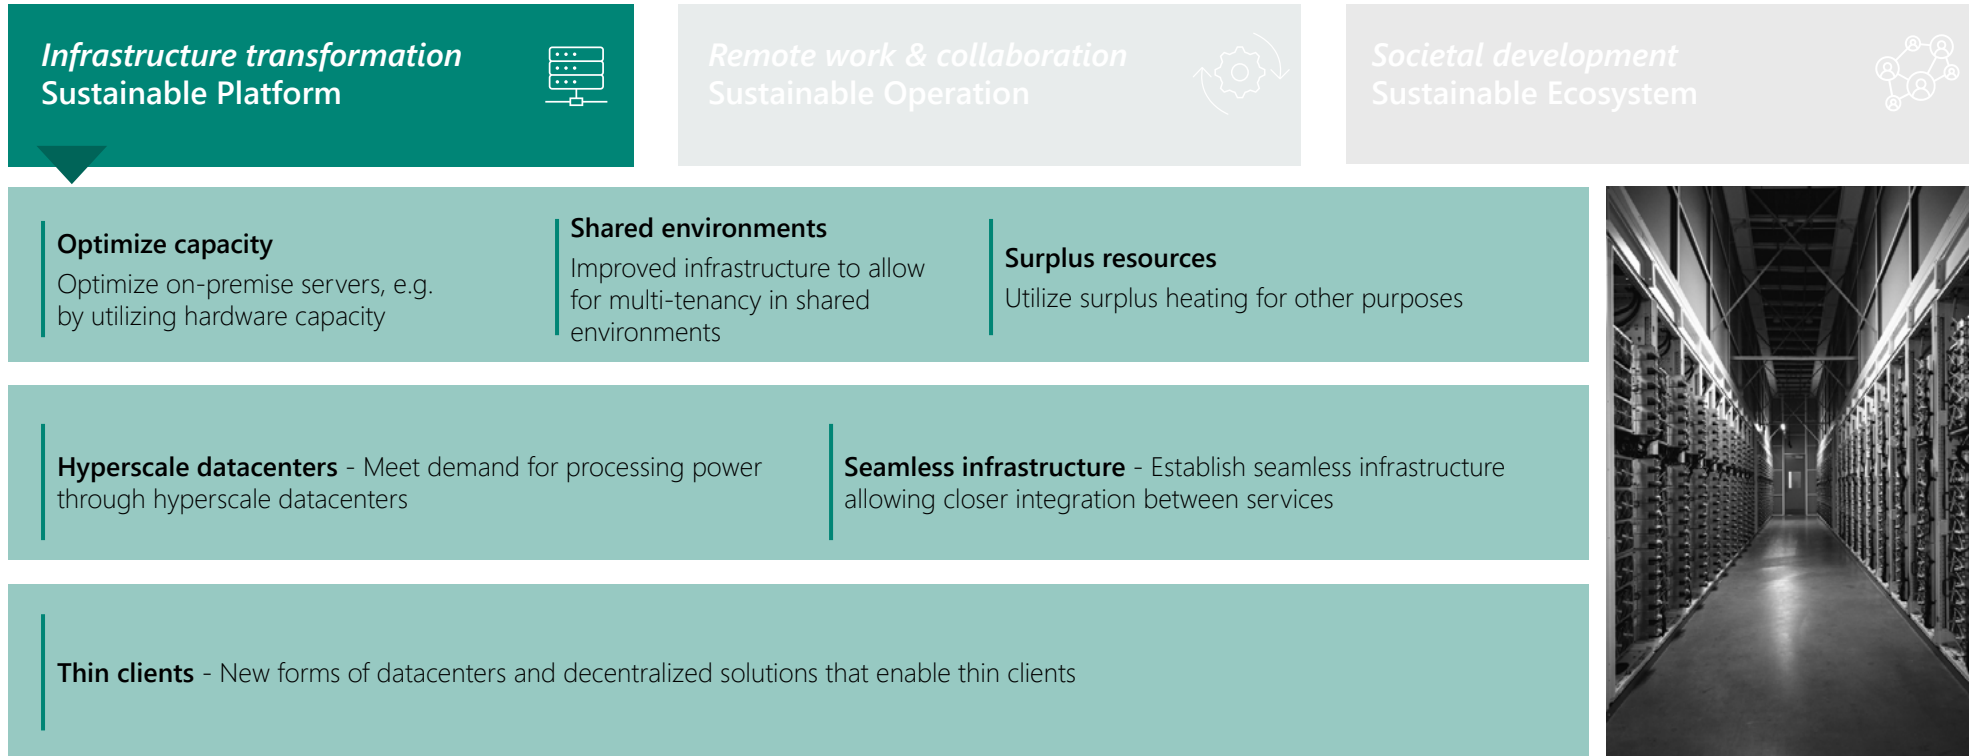 Infrastructure transformation
Sustainable Platform
Remote work & collaboration
Sustainable Operation
Societal development
Sustainable Ecosystem
Optimize capacity
Optimize on-premise servers, e.g.
by utilizing hardware capacity
Shared environments
Improved infrastructure to allow
for multi-tenancy in shared
environments
Surplus resources
Utilize surplus heating for other purposes
Hyperscale datacenters - Meet demand for processing power
through hyperscale datacenters
Seamless infrastructure - Establish seamless infrastructure
allowing closer integration between services
Thin clients - New forms of datacenters and decentralized solutions that enable thin clients